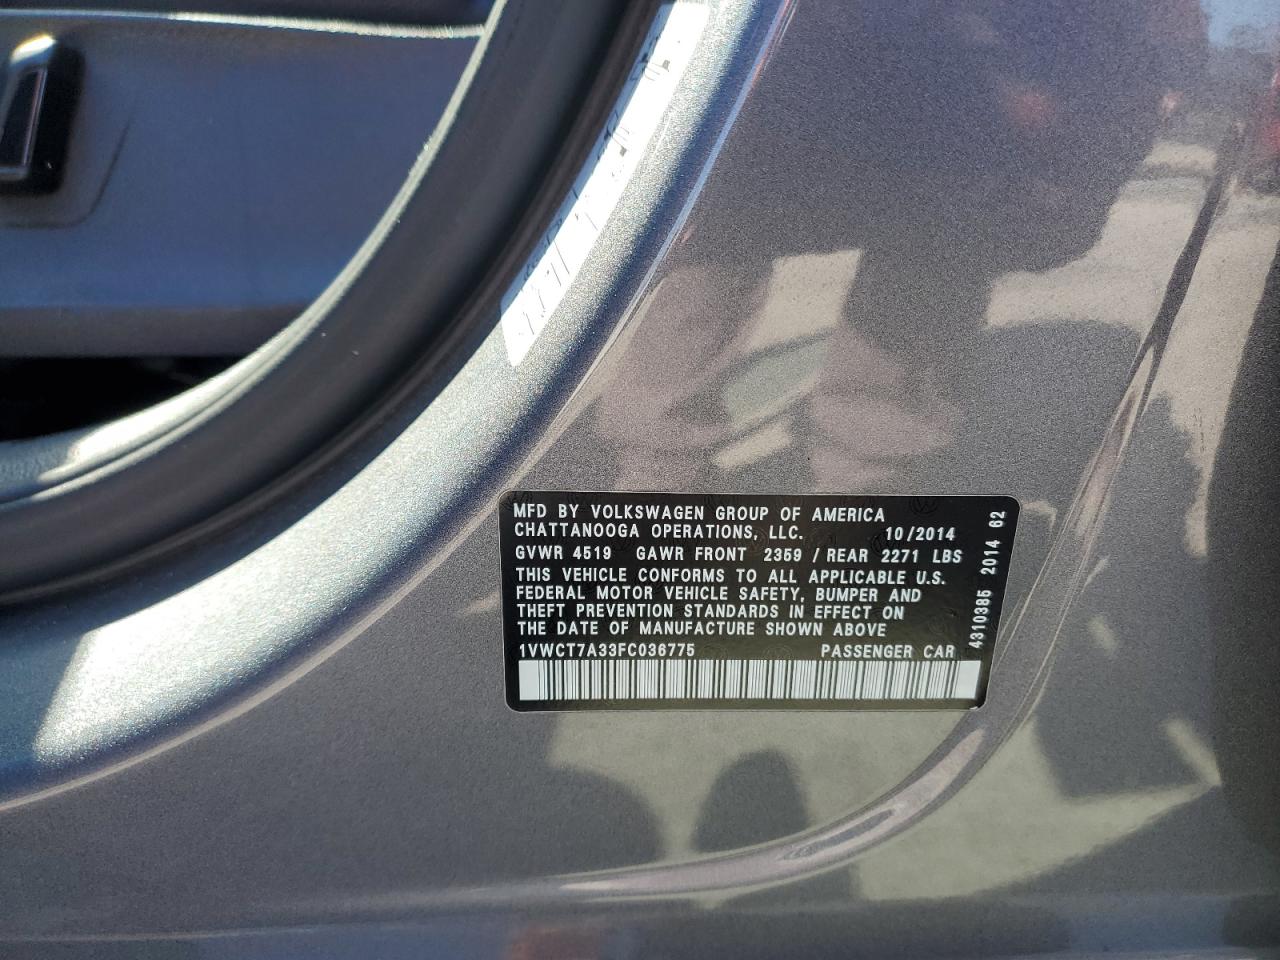 MFD BY VOLKSWAGEN GROUP OF AMERICA
CHATTANOOGA OPERATIONS, LLC. 10/2014
GVWR 4519 GAWR FRONT 2359 / REAR 2271 LBS
THIS VEHICLE CONFORMS TO ALL APPLICABLE U.S.
FEDERAL MOTOR VEHICLE SAFETY, BUMPER AND
THEFT PREVENTION STANDARDS IN EFFECT ON
THE DATE OF MANUFACTURE SHOWN ABOVE
1VWCT7A33FC036775 PASSENGER CAR
4310385 2014 62